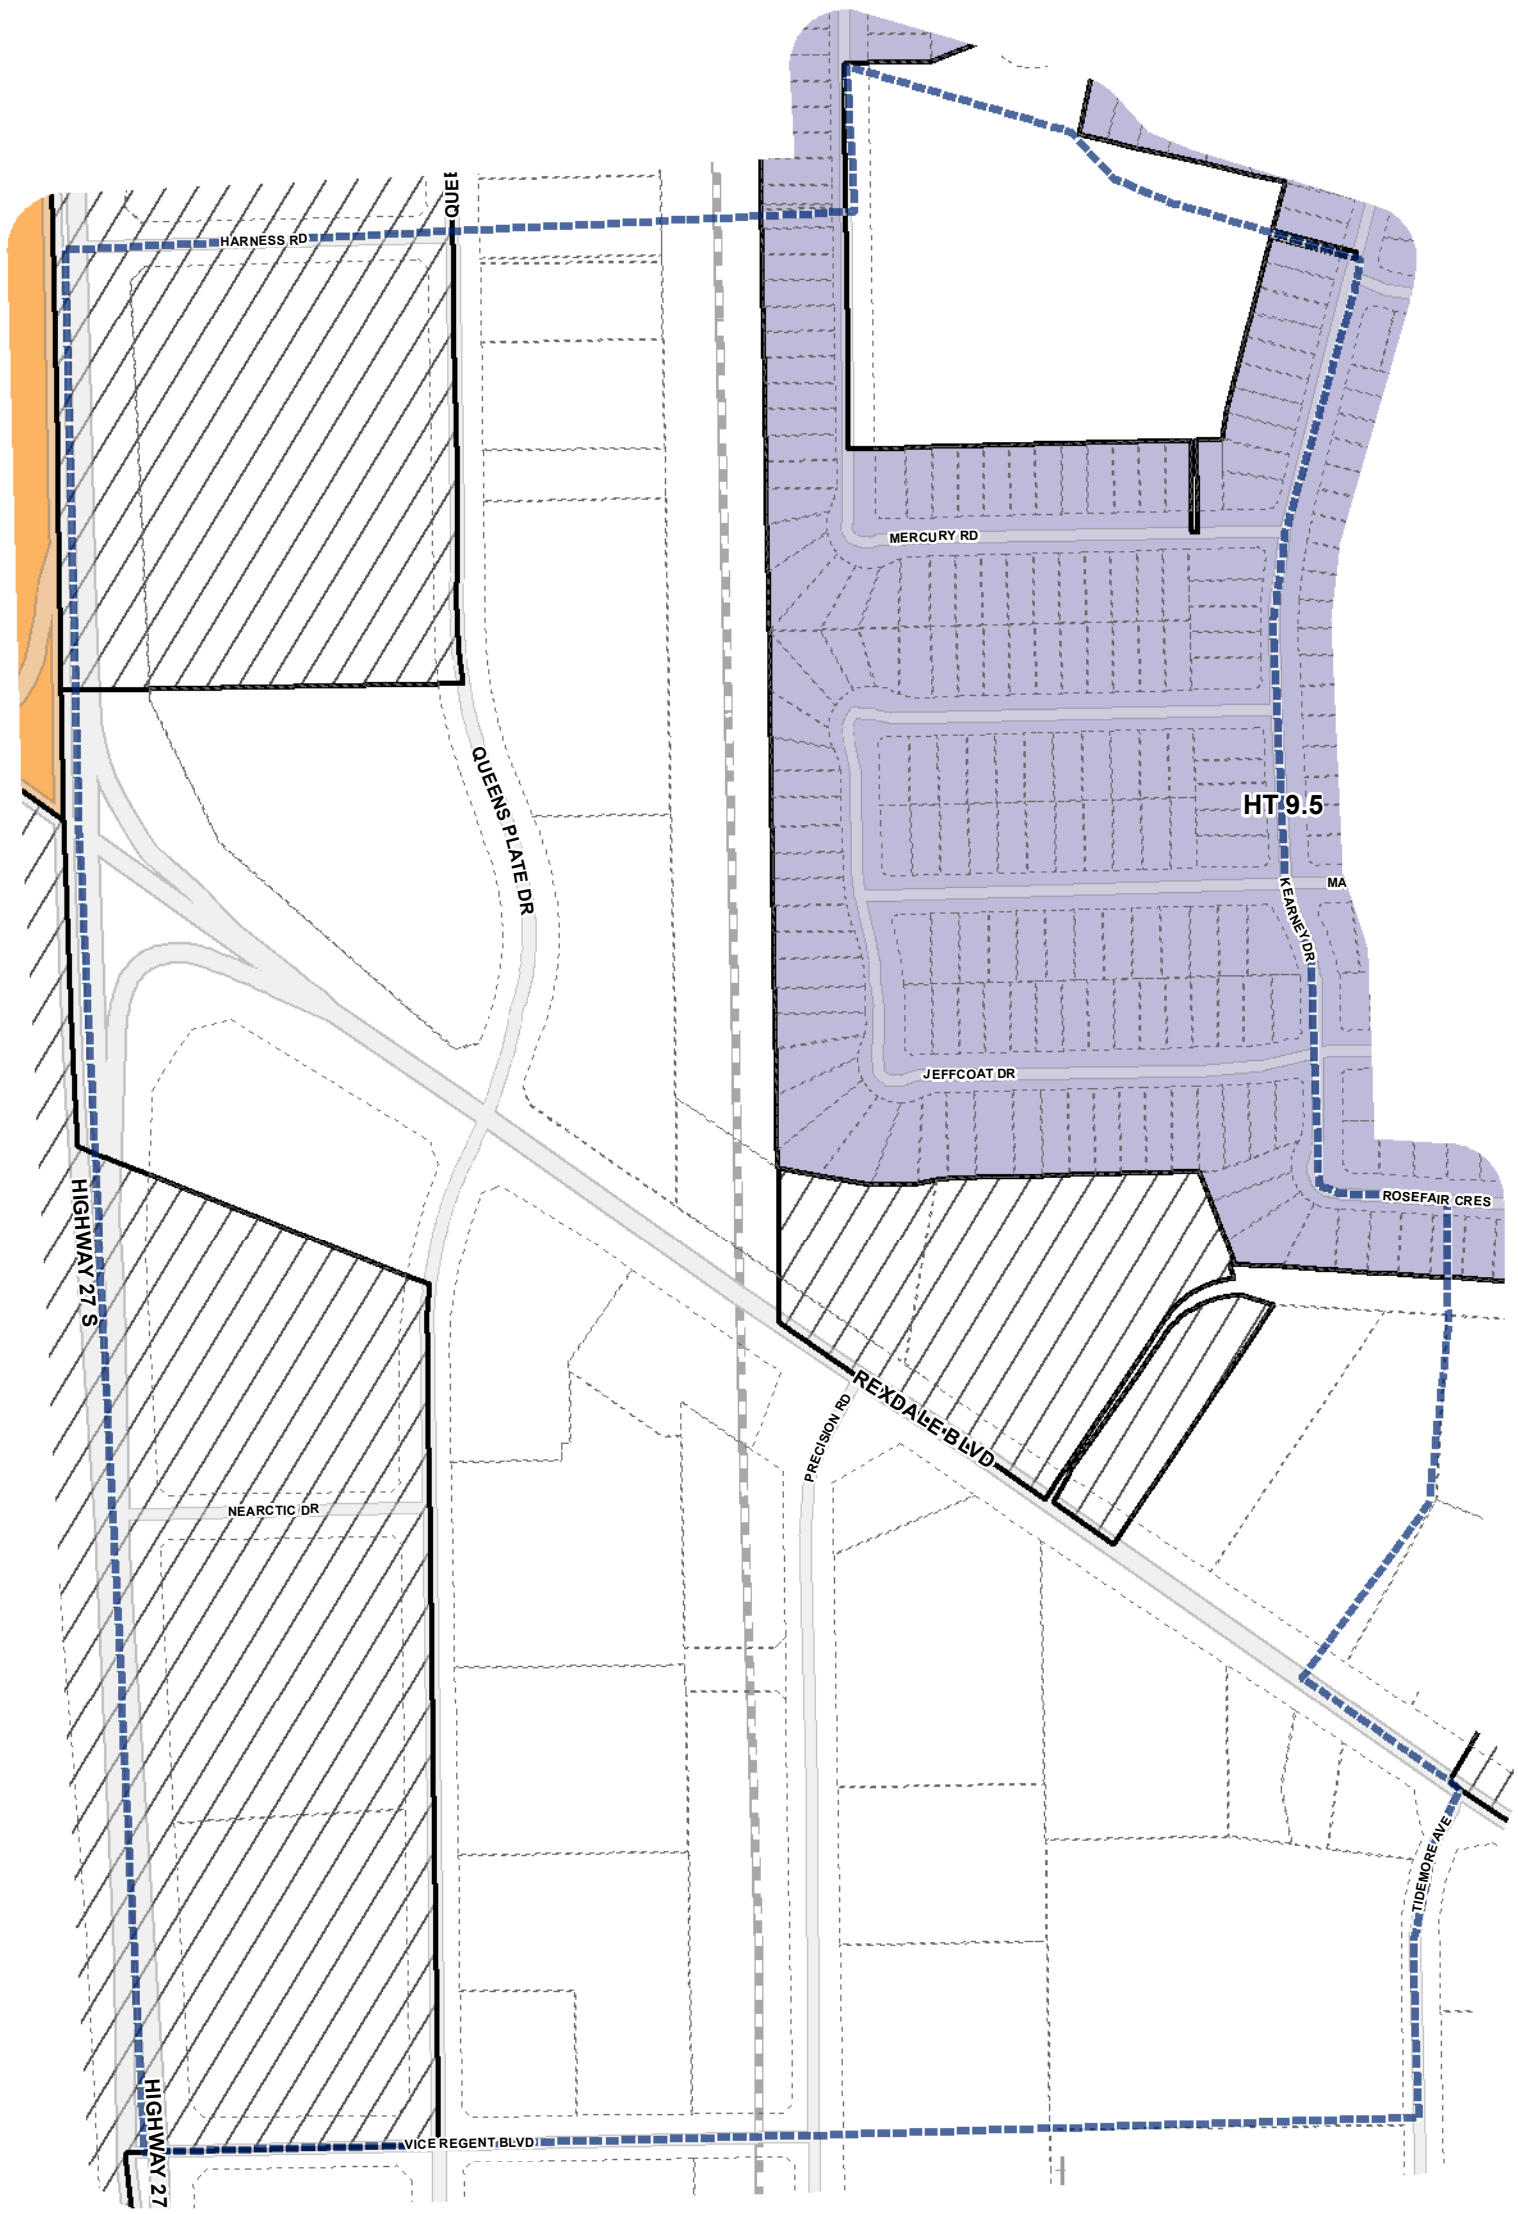 QUEE
HARNESS RD
MERCURY RD
QUEENS PLATE DR
HT 9.5
MA
KEARNEY DR
JEFFCOAT DR
HIGHWAY 27 S
ROSEFAIR CRES
REXDALE BLVD
PRECISION RD
NEARCTIC DR
TIDEMORE AVE
HIGHWAY 27
VICE REGENT BLVD